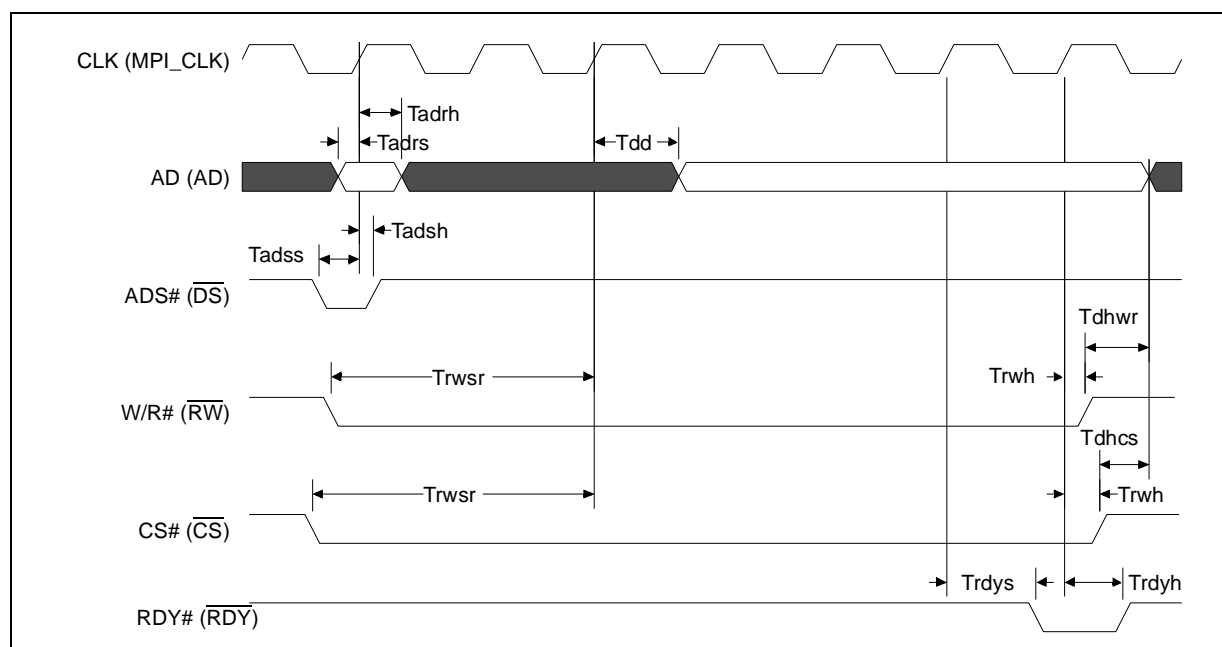 CLK (MPI_CLK)
Tadrh
Tadrs
Tdd
AD (AD)
Tadsh
Tadss
ADS# (DS)
Tdhwr
Trwsr
Trwh
W/R# (RW)
Tdhcs
Trwsr
Trwh
CS# (CS)
Trdys
Trdyh
RDY# (RDY)